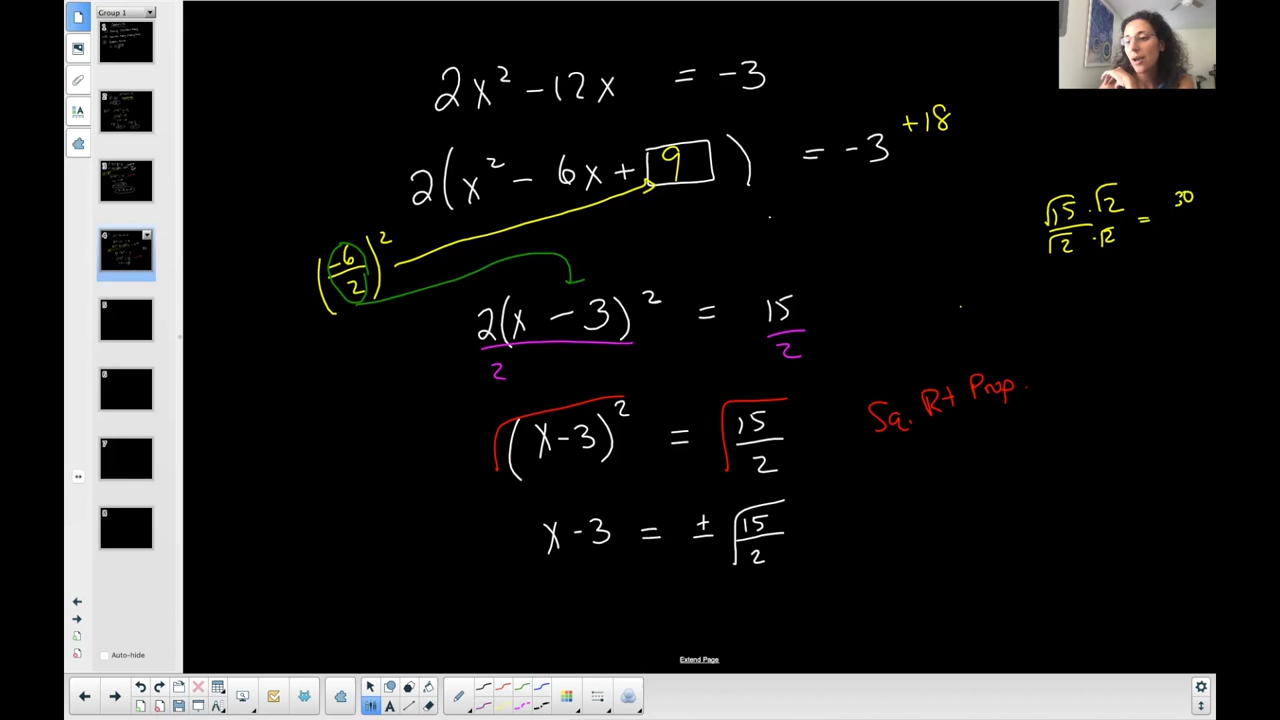 Group 1
2x² - 12x = -3
2(x² - 6x + 9) = -3 +18
(-6/2)²
√15/√2 · √2/√2 = 30
2(x - 3)²/2 = 15/2
√(x-3)² = √15/2
Sq. Rt Prop.
x - 3 = ± √15/2
Auto-hide
Extend Page